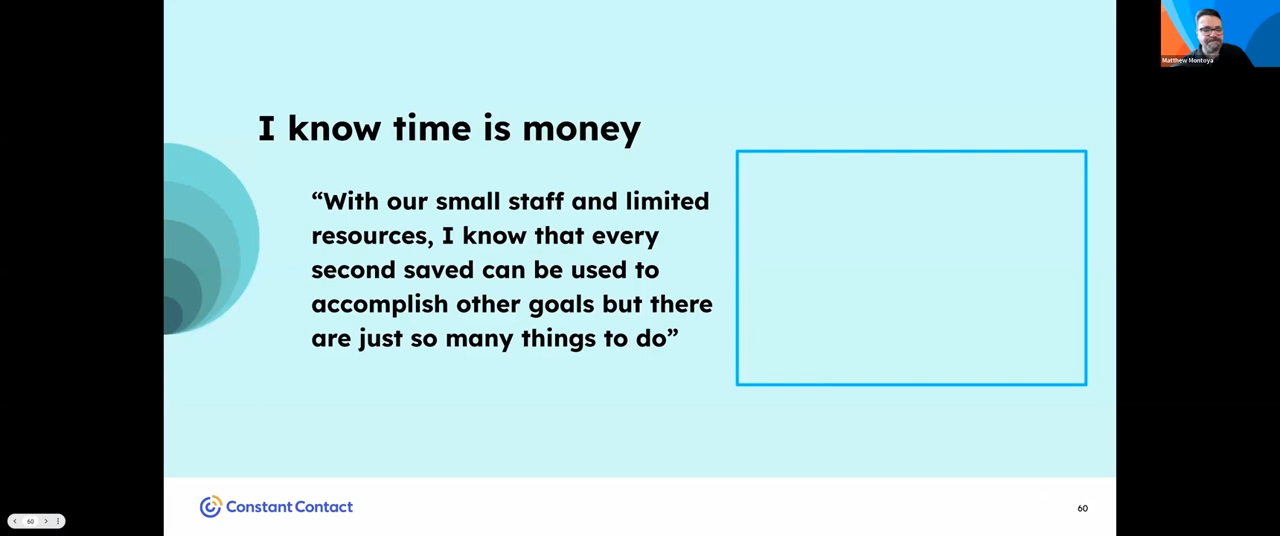 Matthew Montoya
I know time is money
“With our small staff and limited
resources, I know that every
second saved can be used to
accomplish other goals but there
are just so many things to do”
Constant Contact
60
60